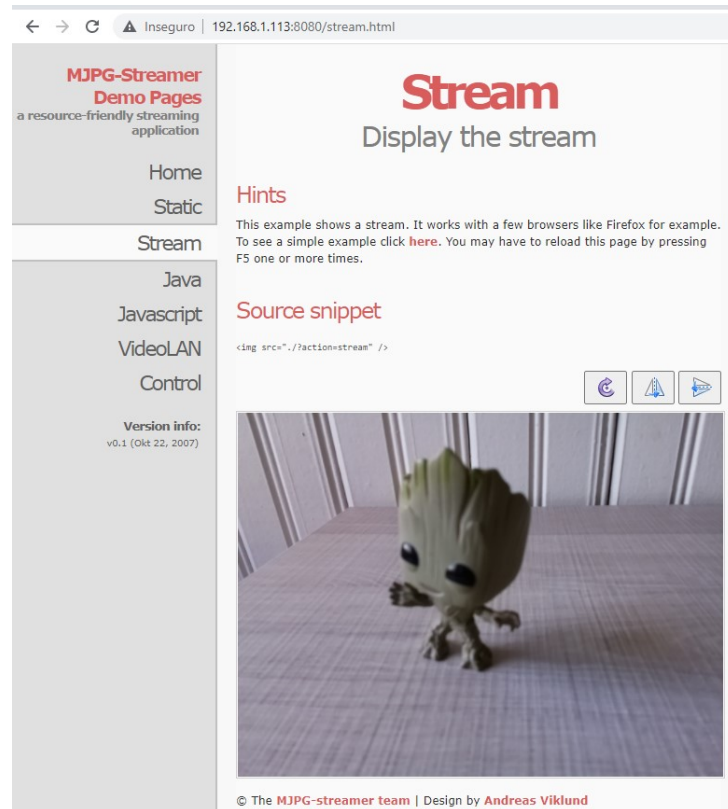 Inseguro | 192.168.1.113:8080/stream.html
MJPG-Streamer
Demo Pages
a resource-friendly streaming
application
Home
Static
Stream
Java
Javascript
VideoLAN
Control
Version info:
v0.1 (Okt 22, 2007)
Stream
Display the stream
Hints
This example shows a stream. It works with a few browsers like Firefox for example.
To see a simple example click here. You may have to reload this page by pressing
F5 one or more times.
Source snippet
<img src="./?action=stream" />
© The MJPG-streamer team | Design by Andreas Viklund